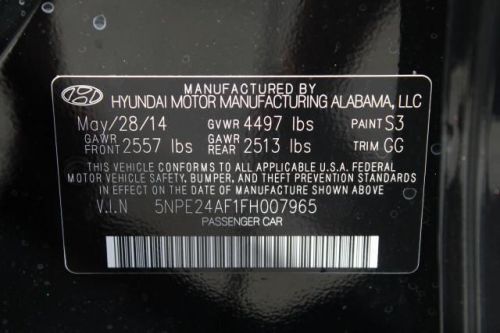 MANUFACTURED BY
HYUNDAI MOTOR MANUFACTURING ALABAMA, LLC
May/28/14 GVWR 4497 lbs PAINT S3
GAWR FRONT 2557 lbs GAWR REAR 2513 lbs TRIM GG
THIS VEHICLE CONFORMS TO ALL APPLICABLE U.S.A. FEDERAL
MOTOR VEHICLE SAFETY, BUMPER, AND THEFT PREVENTION STANDARDS
IN EFFECT ON THE DATE OF MANUFACTURE SHOWN ABOVE
V.I.N 5NPE24AF1FH007965
PASSENGER CAR